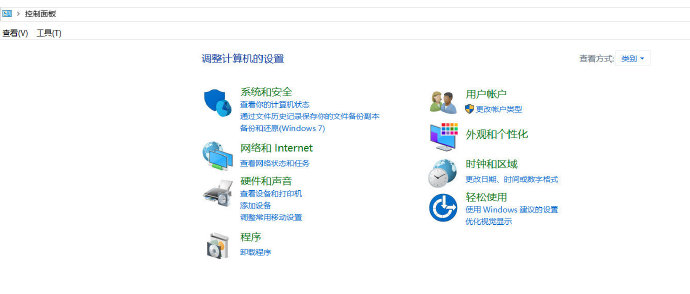 控制面板
查看(V) 工具(T)
调整计算机的设置
查看方式: 类别
系统和安全
查看你的计算机状态
通过文件历史记录保存你的文件备份副本
备份和还原(Windows 7)
网络和 Internet
查看网络状态和任务
硬件和声音
查看设备和打印机
添加设备
调整常用移动设置
程序
卸载程序
用户帐户
更改帐户类型
外观和个性化
时钟和区域
更改日期、时间或数字格式
轻松使用
使用 Windows 建议的设置
优化视觉显示